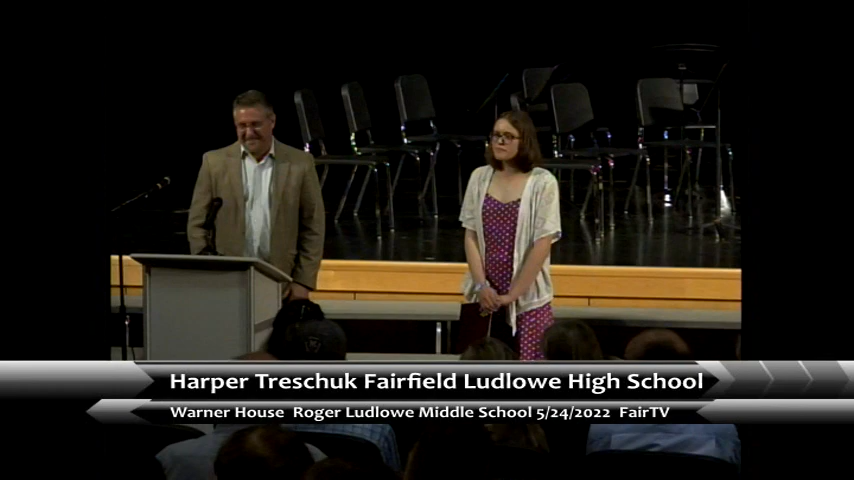 Harper Treschuk Fairfield Ludlowe High School
Warner House  Roger Ludlowe Middle School 5/24/2022  FairTV